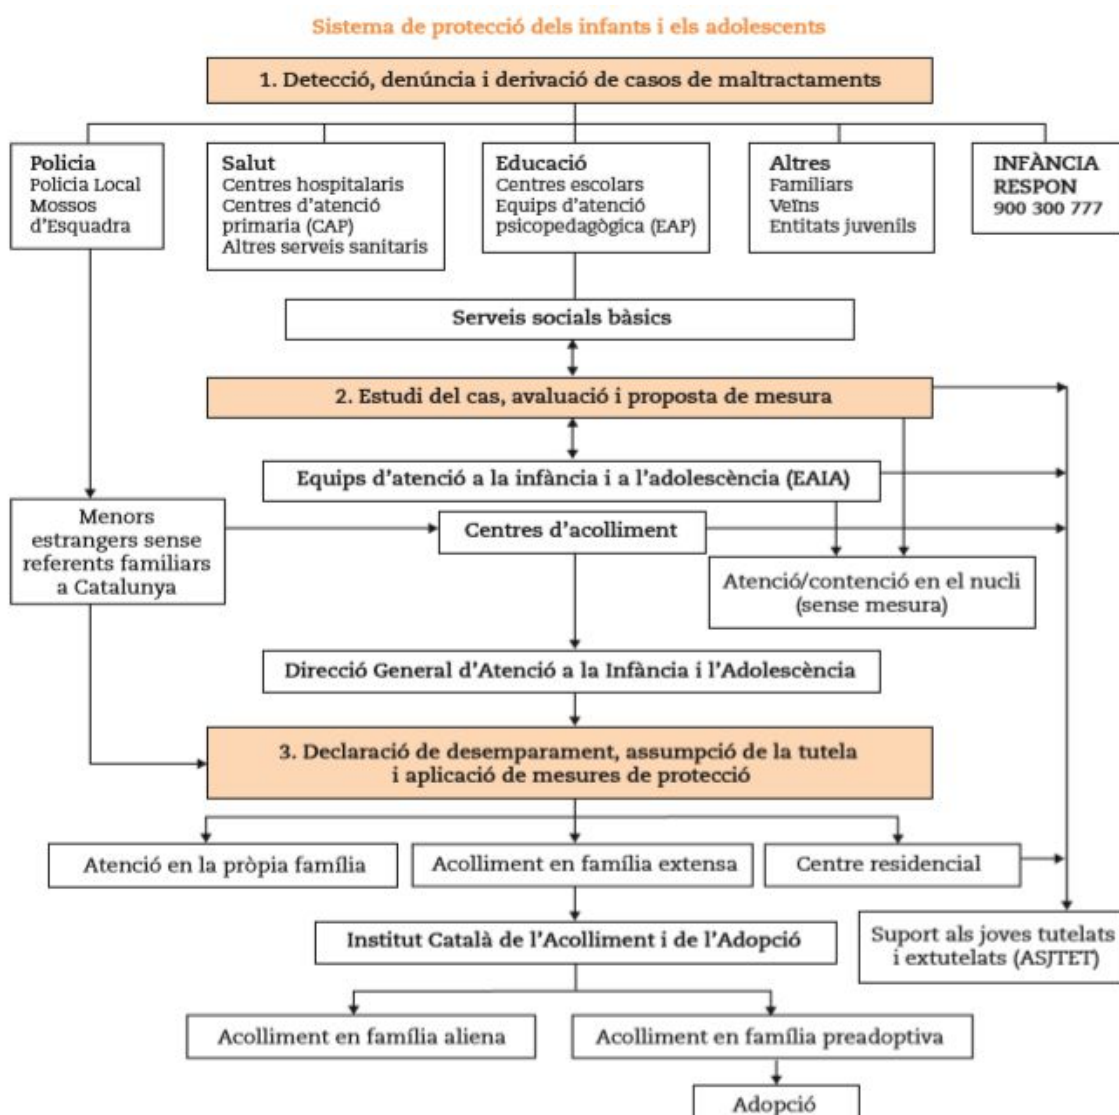 Sistema de protecció dels infants i els adolescents
1. Detecció, denúncia i derivació de casos de maltractaments
Policia
Policia Local
Mossos
d'Esquadra
Salut
Centres hospitalaris
Centres d'atenció
primaria (CAP)
Altres serveis sanitaris
Educació
Centres escolars
Equips d'atenció
psicopedagògica (EAP)
Altres
Familiars
Veïns
Entitats juvenils
INFÀNCIA
RESPON
900 300 777
Serveis socials bàsics
2. Estudi del cas, avaluació i proposta de mesura
Equips d'atenció a la infància i a l'adolescència (EAIA)
Menors
estrangers sense
referents familiars
a Catalunya
Centres d'acolliment
Atenció/contenció en el nucli
(sense mesura)
Direcció General d'Atenció a la Infància i l'Adolescència
3. Declaració de desemparament, assumpció de la tutela
i aplicació de mesures de protecció
Atenció en la pròpia família
Acolliment en família extensa
Centre residencial
Institut Català de l'Acolliment i de l'Adopció
Suport als joves tutelats
i extutelats (ASJTET)
Acolliment en família aliena
Acolliment en família preadoptiva
Adopció